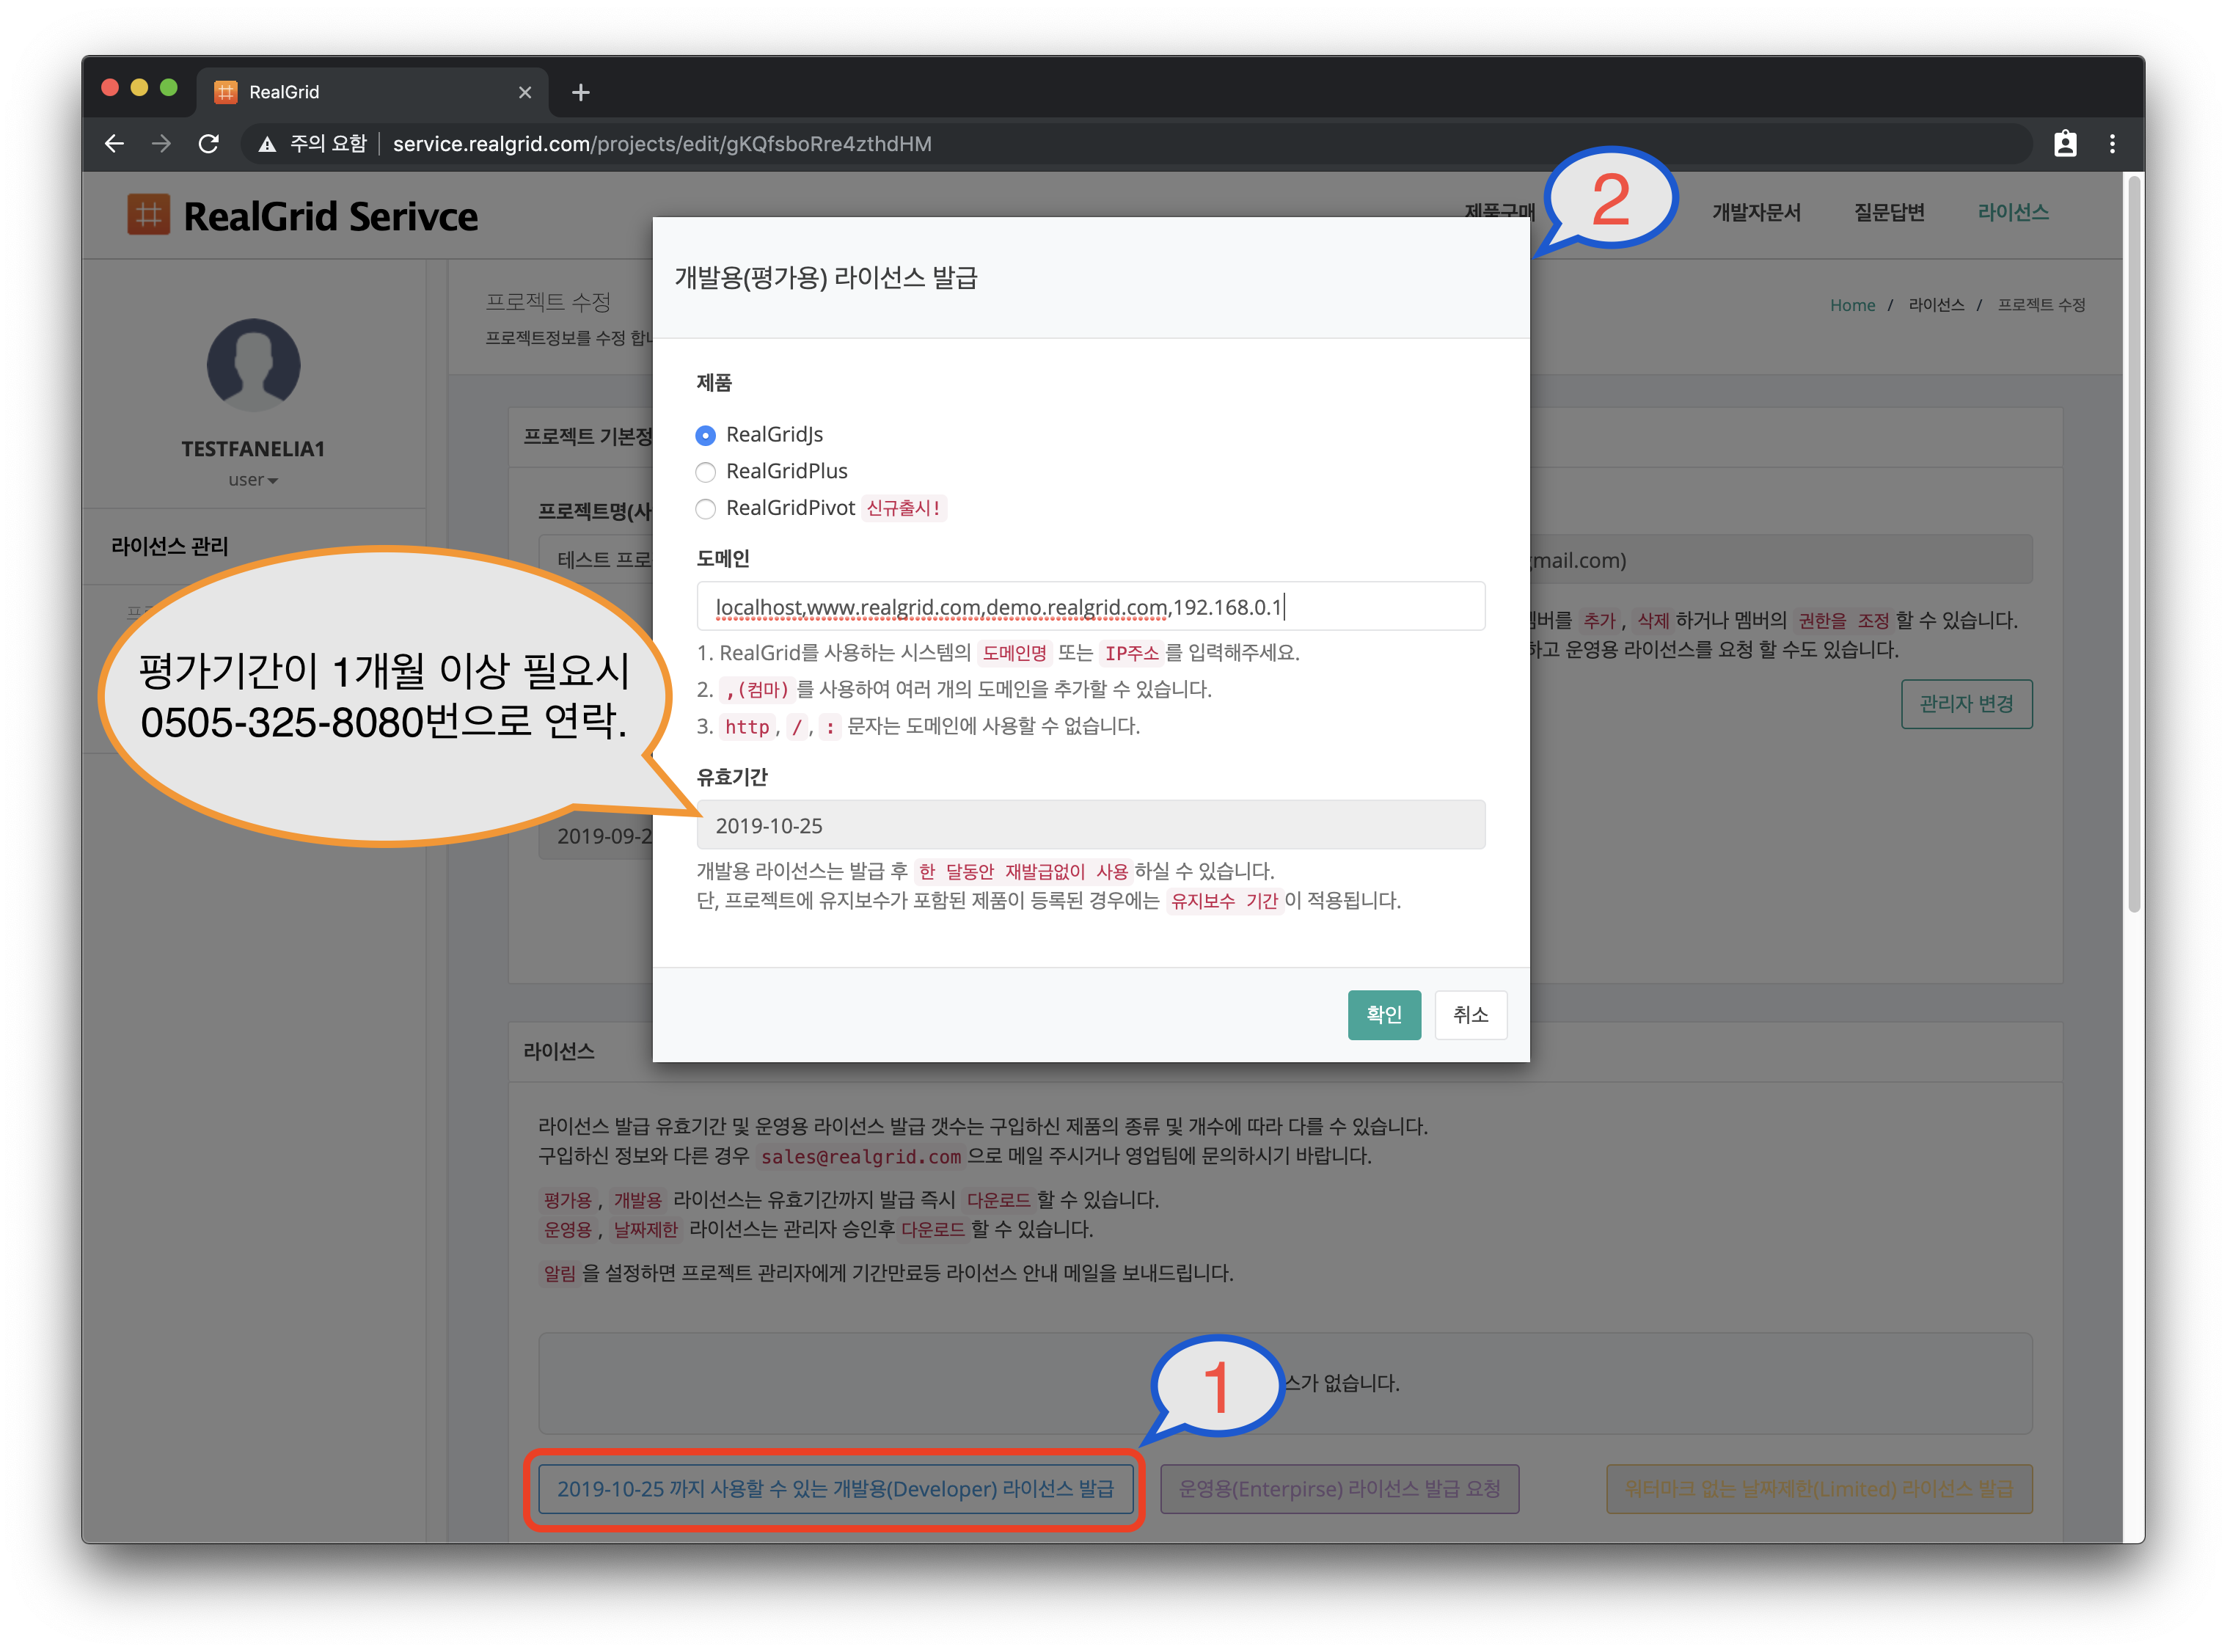 RealGrid
주의 요함 service.realgrid.com/projects/edit/gKQfsboRre4zthdHM
RealGrid Serivce
제품구매 개발자문서 질문답변 라이선스
2
TESTFANELIA1
user
라이선스 관리
프로젝트 수정
프로젝트정보를 수정 합니
Home / 라이선스 / 프로젝트 수정
프로젝트 기본정
프로젝트명(사
테스트 프로
mail.com)
멤버를 추가 , 삭제 하거나 멤버의 권한을 조정 할 수 있습니다.
하고 운영용 라이선스를 요청 할 수도 있습니다.
관리자 변경
2019-09-2
평가기간이 1개월 이상 필요시
0505-325-8080번으로 연락.
개발용(평가용) 라이선스 발급
제품
RealGridJs
RealGridPlus
RealGridPivot 신규출시!
도메인
localhost,www.realgrid.com,demo.realgrid.com,192.168.0.1
1. RealGrid를 사용하는 시스템의 도메인명 또는 IP주소 를 입력해주세요.
2. ,(컴마) 를 사용하여 여러 개의 도메인을 추가할 수 있습니다.
3. http , / , : 문자는 도메인에 사용할 수 없습니다.
유효기간
2019-10-25
개발용 라이선스는 발급 후 한 달동안 재발급없이 사용 하실 수 있습니다.
단, 프로젝트에 유지보수가 포함된 제품이 등록된 경우에는 유지보수 기간 이 적용됩니다.
확인 취소
라이선스
라이선스 발급 유효기간 및 운영용 라이선스 발급 갯수는 구입하신 제품의 종류 및 개수에 따라 다를 수 있습니다.
구입하신 정보와 다른 경우 sales@realgrid.com 으로 메일 주시거나 영업팀에 문의하시기 바랍니다.
평가용 , 개발용 라이선스는 유효기간까지 발급 즉시 다운로드 할 수 있습니다.
운영용 , 날짜제한 라이선스는 관리자 승인후 다운로드 할 수 있습니다.
알림 을 설정하면 프로젝트 관리자에게 기간만료등 라이선스 안내 메일을 보내드립니다.
1
스가 없습니다.
2019-10-25 까지 사용할 수 있는 개발용(Developer) 라이선스 발급
운영용(Enterpirse) 라이선스 발급 요청
워터마크 없는 날짜제한(Limited) 라이선스 발급